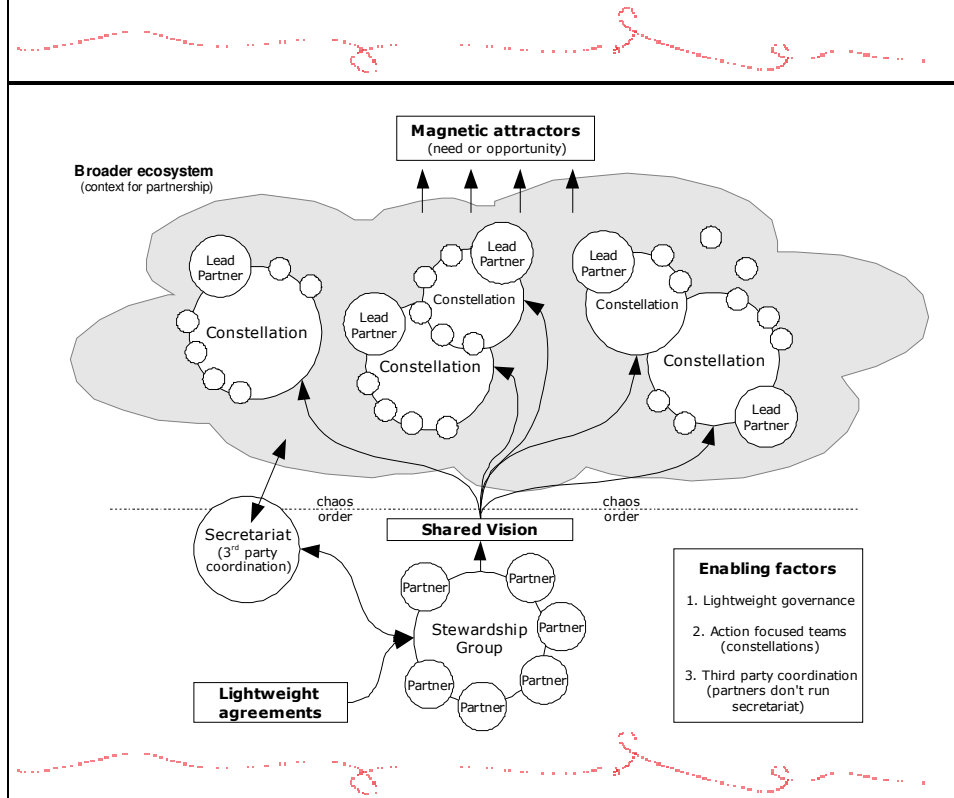 Magnetic attractors
(need or opportunity)
Broader ecosystem
(context for partnership)
Lead
Partner
Constellation
Lead
Partner
Constellation
Lead
Partner
Constellation
Lead
Partner
Constellation
Constellation
Lead
Partner
chaos
order
chaos
order
Shared Vision
Secretariat
(3rd party
coordination)
Partner
Partner
Partner
Partner
Partner
Partner
Stewardship
Group
Lightweight
agreements
Enabling factors
1. Lightweight governance
2. Action focused teams
(constellations)
3. Third party coordination
(partners don't run
secretariat)